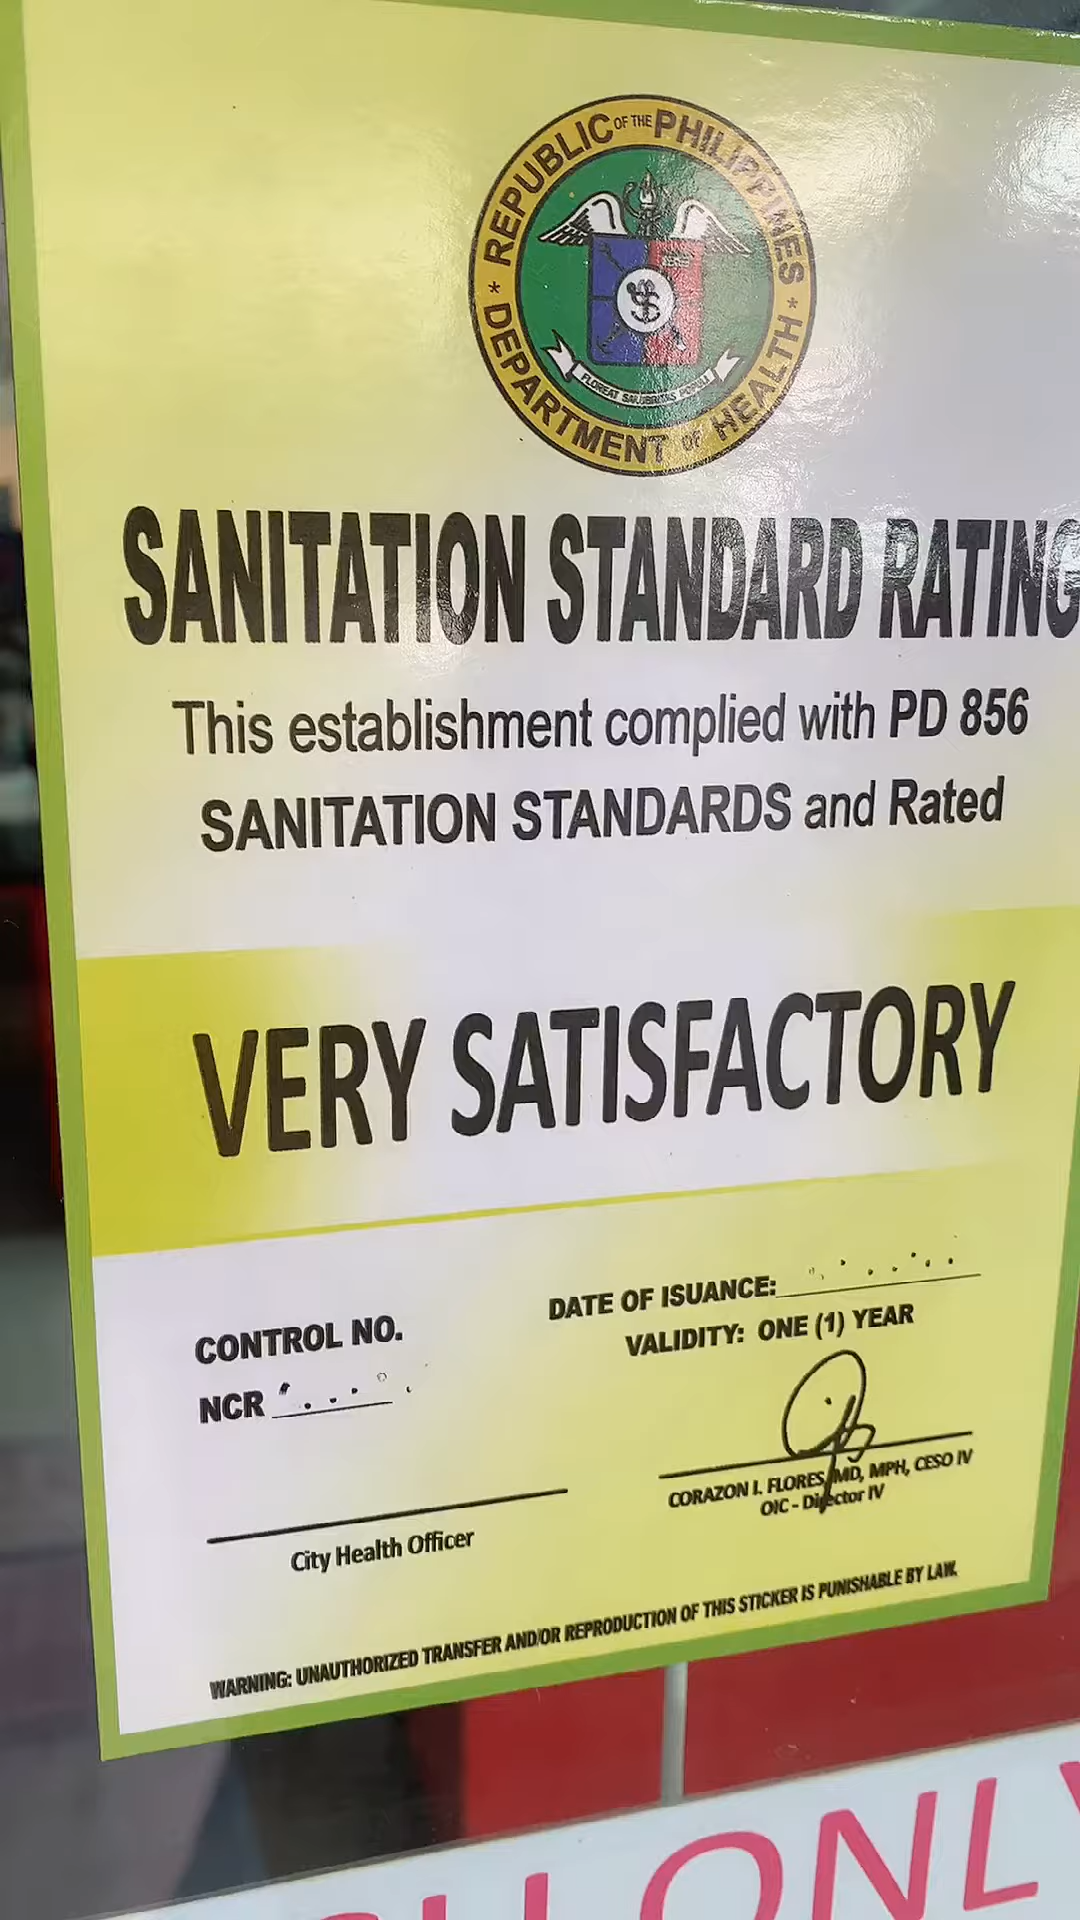 REPUBLIC OF THE PHILIPPINES
* DEPARTMENT OF HEALTH *
FLOREAT SALUBRITAS POPULI
SANITATION STANDARD RATING
This establishment complied with PD 856
SANITATION STANDARDS and Rated
VERY SATISFACTORY
DATE OF ISUANCE:
VALIDITY: ONE (1) YEAR
CONTROL NO.
NCR
CORAZON I. FLORES, MD, MPH, CESO IV
OIC - Director IV
City Health Officer
WARNING: UNAUTHORIZED TRANSFER AND/OR REPRODUCTION OF THIS STICKER IS PUNISHABLE BY LAW.
ONLY